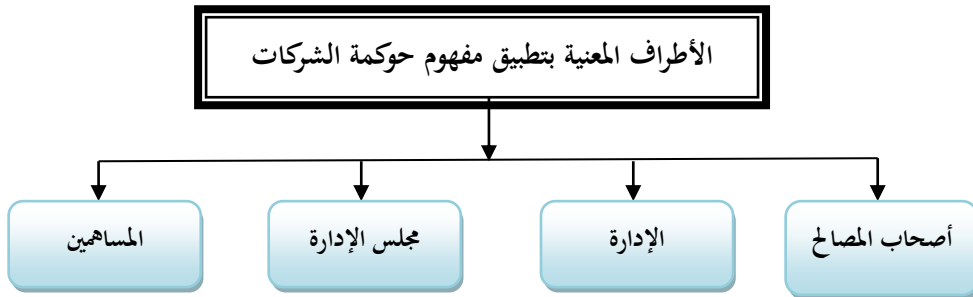 الأطراف المعنية بتطبيق مفهوم حوكمة الشركات
أصحاب المصالح
الإدارة
مجلس الإدارة
المساهمين